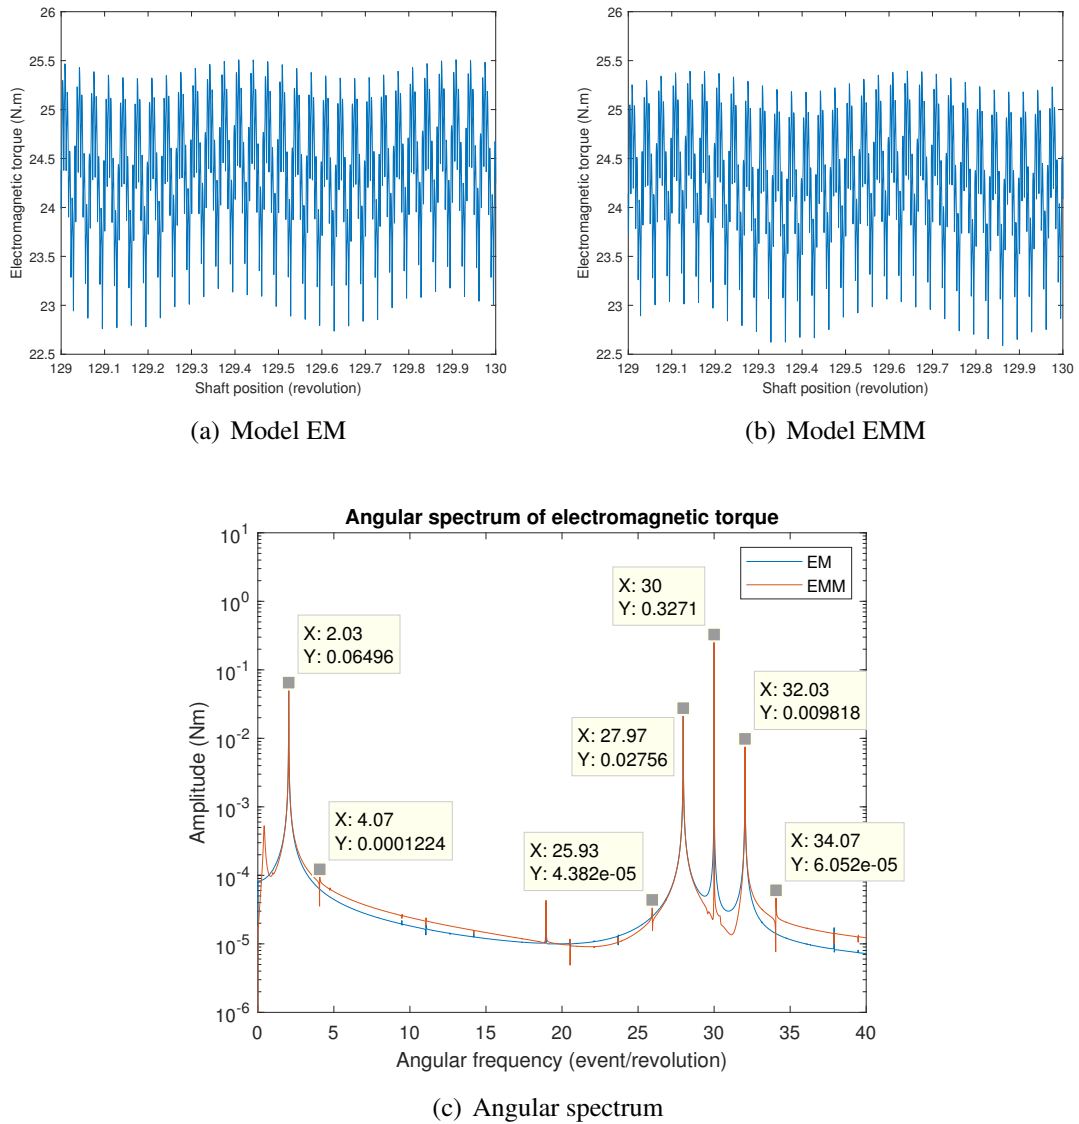 26
25.5
25
24.5
24
23.5
23
22.5
Electromagnetic torque (N.m)
129 129.1 129.2 129.3 129.4 129.5 129.6 129.7 129.8 129.9 130
Shaft position (revolution)
(a) Model EM
26
25.5
25
24.5
24
23.5
23
22.5
Electromagnetic torque (N.m)
129 129.1 129.2 129.3 129.4 129.5 129.6 129.7 129.8 129.9 130
Shaft position (revolution)
(b) Model EMM
Angular spectrum of electromagnetic torque
10^1
10^0
10^-1
10^-2
10^-3
10^-4
10^-5
10^-6
Amplitude (Nm)
EM
EMM
X: 2.03
Y: 0.06496
X: 4.07
Y: 0.0001224
X: 25.93
Y: 4.382e-05
X: 27.97
Y: 0.02756
X: 30
Y: 0.3271
X: 32.03
Y: 0.009818
X: 34.07
Y: 6.052e-05
0 5 10 15 20 25 30 35 40
Angular frequency (event/revolution)
(c) Angular spectrum